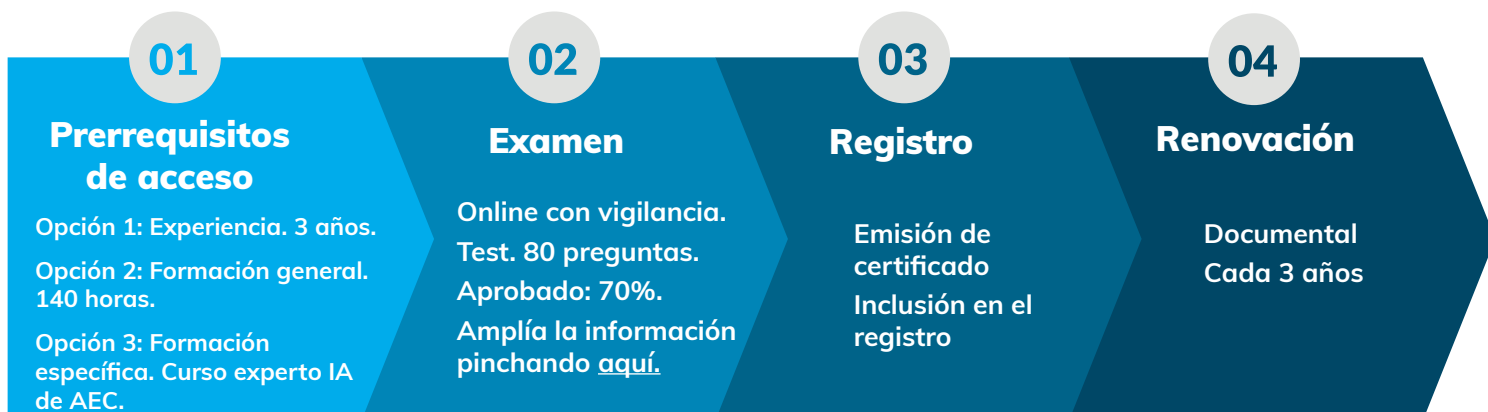 01
Prerrequisitos
de acceso
Opción 1: Experiencia. 3 años.
Opción 2: Formación general.
140 horas.
Opción 3: Formación
específica. Curso experto IA
de AEC.
02
Examen
Online con vigilancia.
Test. 80 preguntas.
Aprobado: 70%.
Amplía la información
pinchando aquí.
03
Registro
Emisión de
certificado
Inclusión en el
registro
04
Renovación
Documental
Cada 3 años